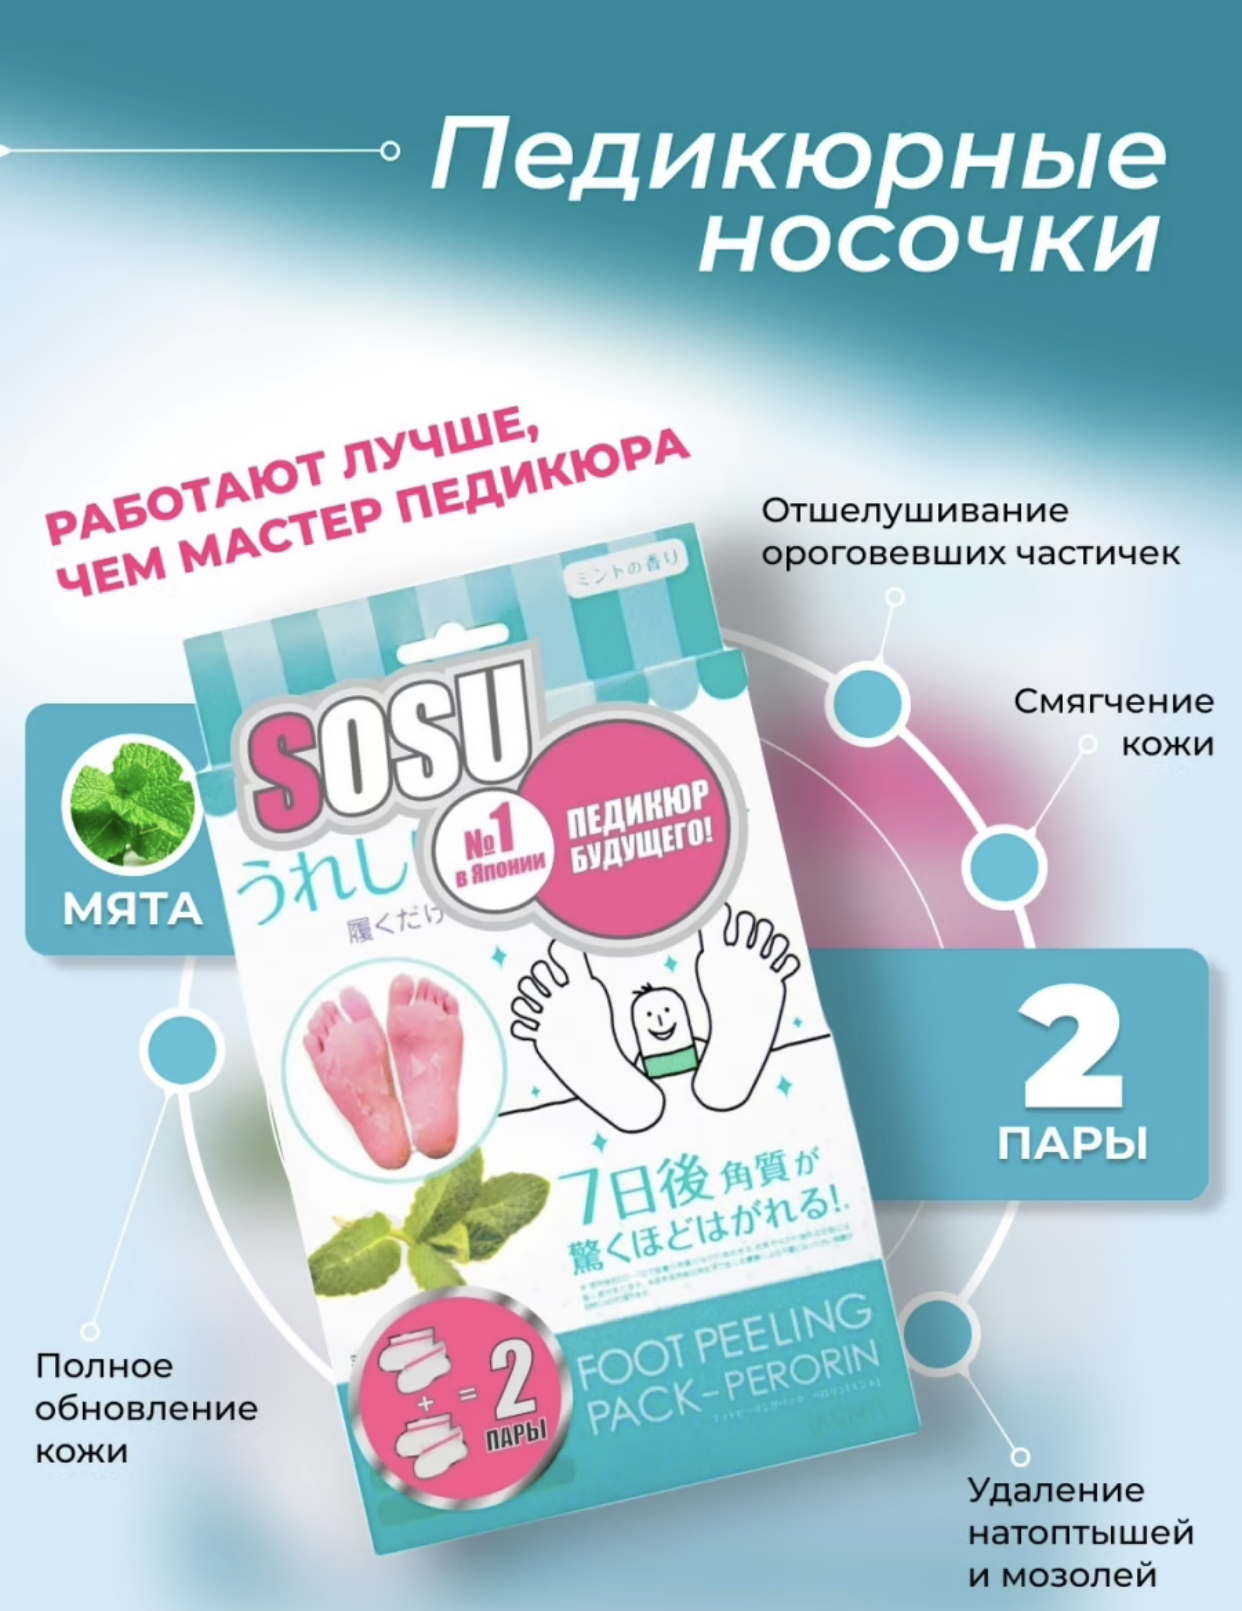 Педикюрные
носочки
РАБОТАЮТ ЛУЧШЕ,
ЧЕМ МАСТЕР ПЕДИКЮРА
Отшелушивание
ороговевших частичек
Смягчение
кожи
ミントの香り
SOSU
№1
в Японии
ПЕДИКЮР
БУДУЩЕГО!
うれし
履くだけ
МЯТА
2
ПАРЫ
7日後 角質が
驚くほどはがれる!.
FOOT PEELING
PACK-PERORIN
+ = 2
ПАРЫ
Полное
обновление
кожи
Удаление
натоптышей
и мозолей